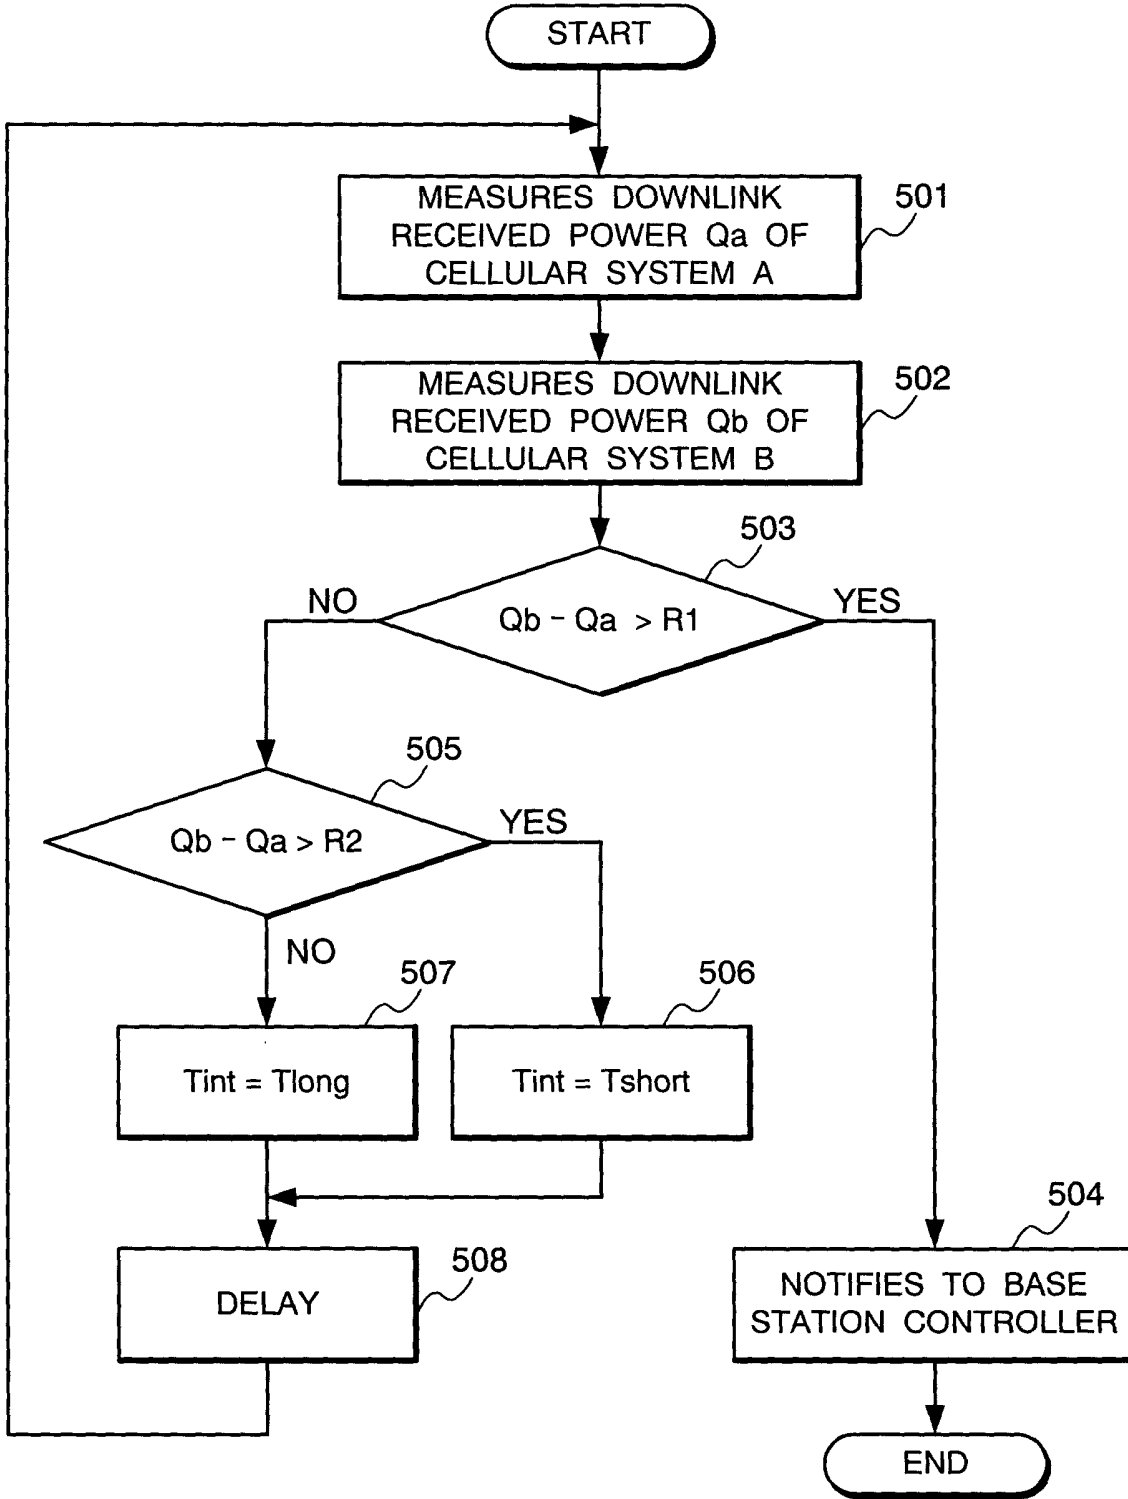 START
MEASURES DOWNLINK
RECEIVED POWER Qa OF
CELLULAR SYSTEM A
501
MEASURES DOWNLINK
RECEIVED POWER Qb OF
CELLULAR SYSTEM B
502
503
NO
Qb - Qa > R1
YES
505
Qb - Qa > R2
YES
NO
507
506
Tint = Tlong
Tint = Tshort
504
NOTIFIES TO BASE
STATION CONTROLLER
508
DELAY
END